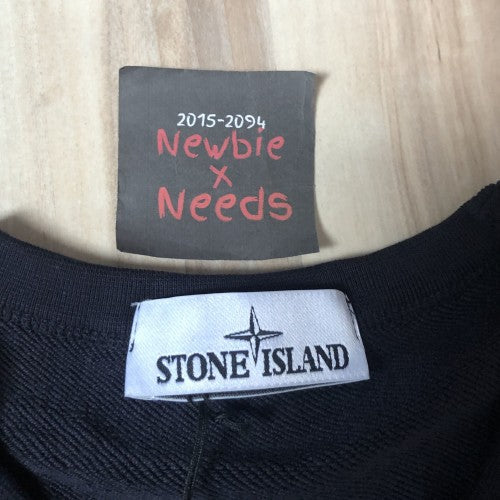 2015-2094
Newbie
x
Needs
STONE ISLAND